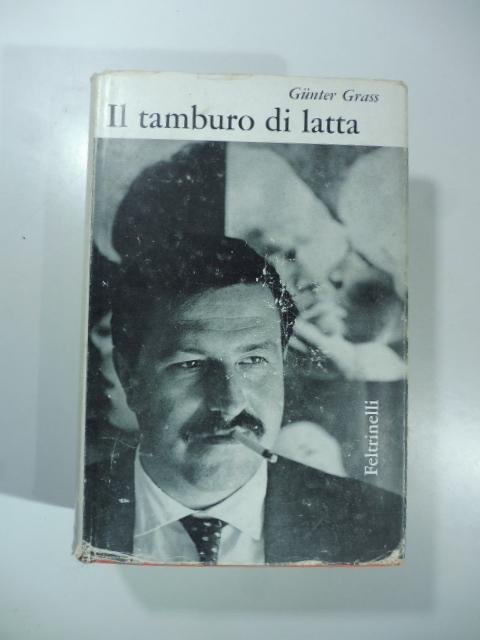 Günter Grass
Il tamburo di latta
Feltrinelli